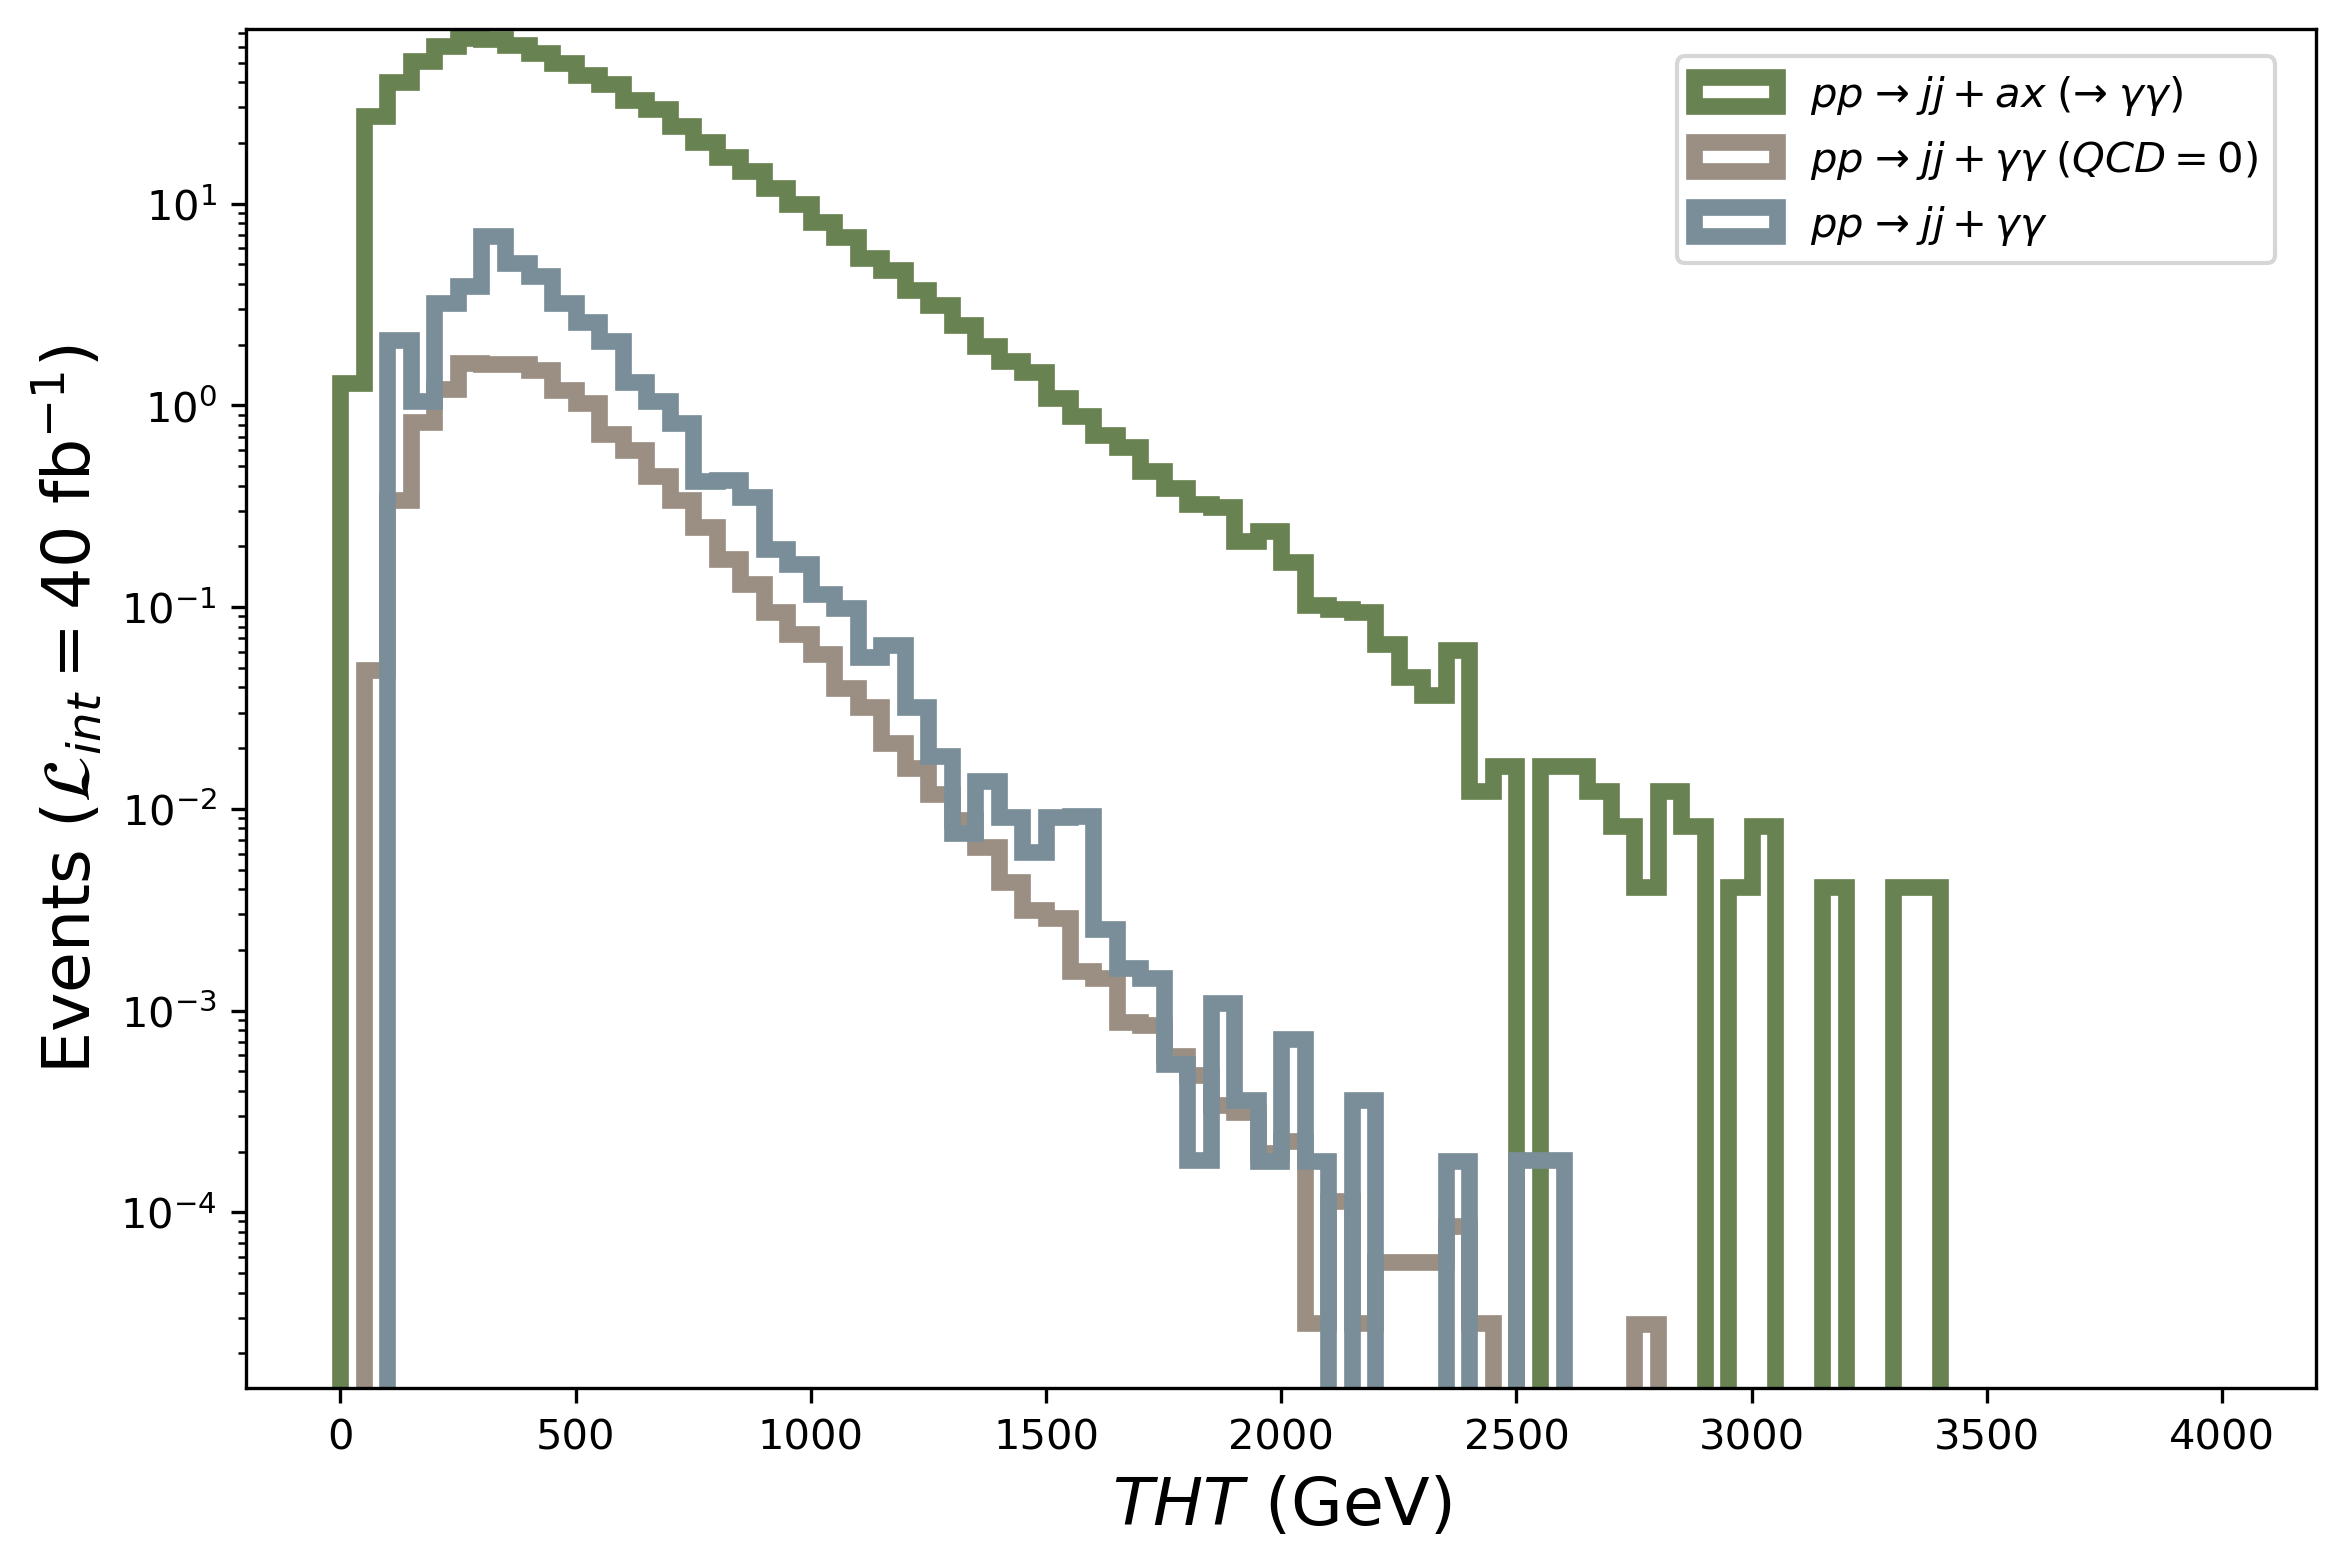 pp → jj + ax (→ γγ)
pp → jj + γγ (QCD = 0)
pp → jj + γγ
Events (ℒ_int = 40 fb⁻¹)
10¹
10⁰
10⁻¹
10⁻²
10⁻³
10⁻⁴
0 500 1000 1500 2000 2500 3000 3500 4000
THT (GeV)